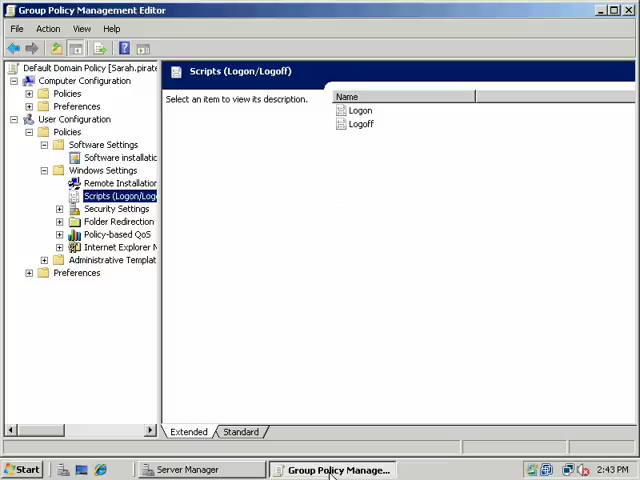 Group Policy Management Editor
File Action View Help
Default Domain Policy [Sarah.pirate
Computer Configuration
Policies
Preferences
User Configuration
Policies
Software Settings
Software installatio
Windows Settings
Remote Installation
Scripts (Logon/Log
Security Settings
Folder Redirection
Policy-based QoS
Internet Explorer M
Administrative Templat
Preferences
Scripts (Logon/Logoff)
Select an item to view its description.
Name
Logon
Logoff
Extended Standard
Start Server Manager Group Policy Manage... 2:43 PM